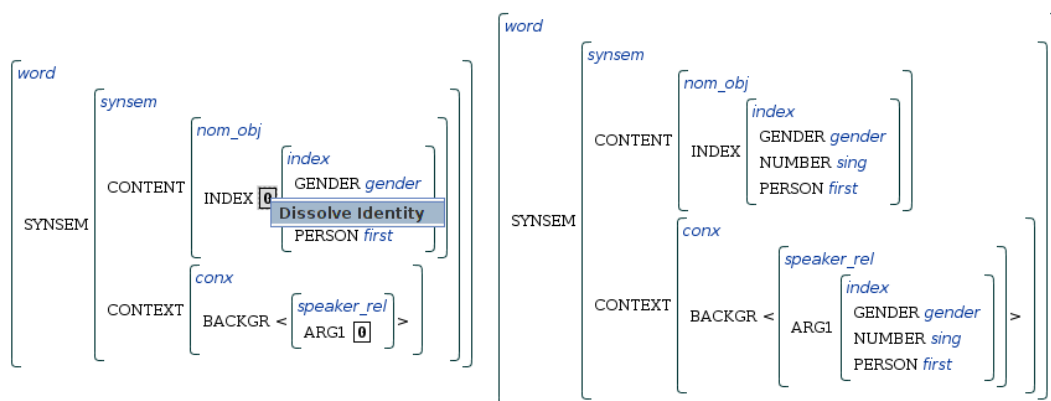 word
synsem
nom_obj
index
GENDER gender
CONTENT
INDEX 0
Dissolve Identity
PERSON first
SYNSEM
conx
speaker_rel
CONTEXT
BACKGR < >
ARG1 0
word
synsem
nom_obj
index
GENDER gender
CONTENT
INDEX
NUMBER sing
PERSON first
SYNSEM
conx
speaker_rel
index
GENDER gender
CONTEXT
BACKGR < >
ARG1
NUMBER sing
PERSON first